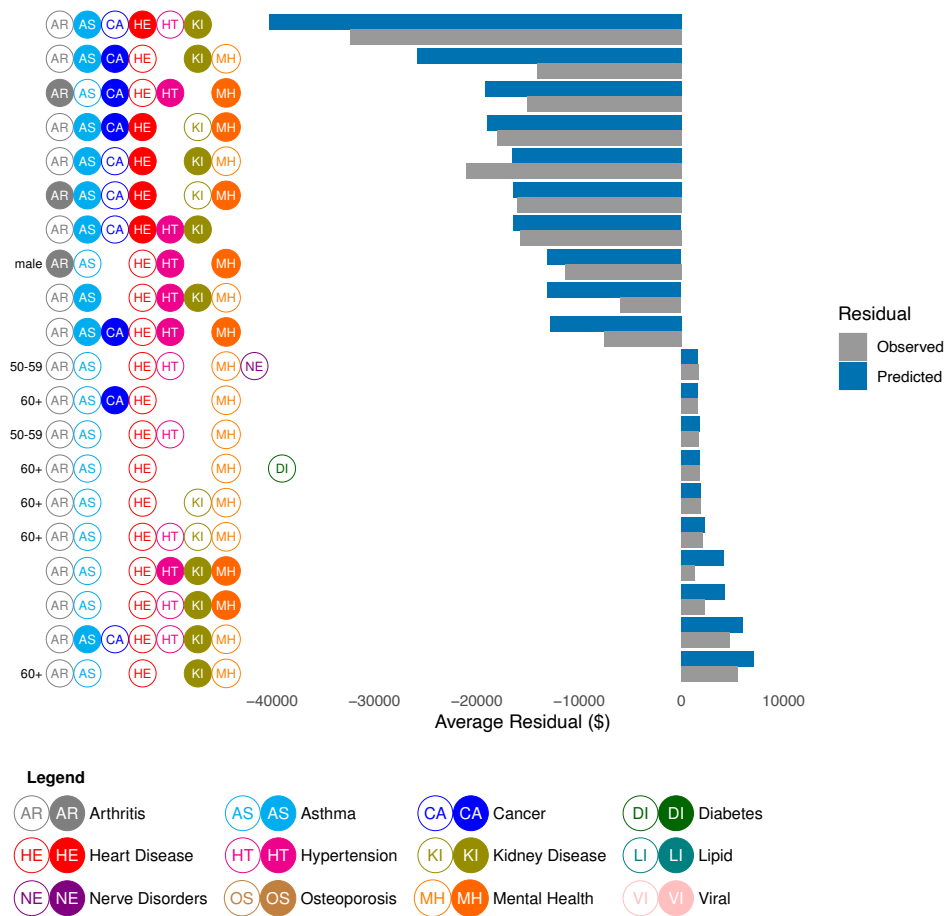 AR AS CA HE HT KI
AR AS CA HE KI MH
AR AS CA HE HT MH
AR AS CA HE KI MH
AR AS CA HE KI MH
AR AS CA HE KI MH
AR AS CA HE HT KI
male AR AS HE HT MH
AR AS HE HT KI MH
AR AS CA HE HT MH
50-59 AR AS HE HT MH NE
60+ AR AS CA HE MH
50-59 AR AS HE HT MH
60+ AR AS HE MH DI
60+ AR AS HE KI MH
60+ AR AS HE HT KI MH
AR AS HE HT KI MH
AR AS HE HT KI MH
AR AS CA HE HT KI MH
60+ AR AS HE KI MH
−40000 −30000 −20000 −10000 0 10000
Average Residual ($)
Residual
Observed
Predicted
Legend
AR AR Arthritis AS AS Asthma CA CA Cancer DI DI Diabetes
HE HE Heart Disease HT HT Hypertension KI KI Kidney Disease LI LI Lipid
NE NE Nerve Disorders OS OS Osteoporosis MH MH Mental Health VI VI Viral